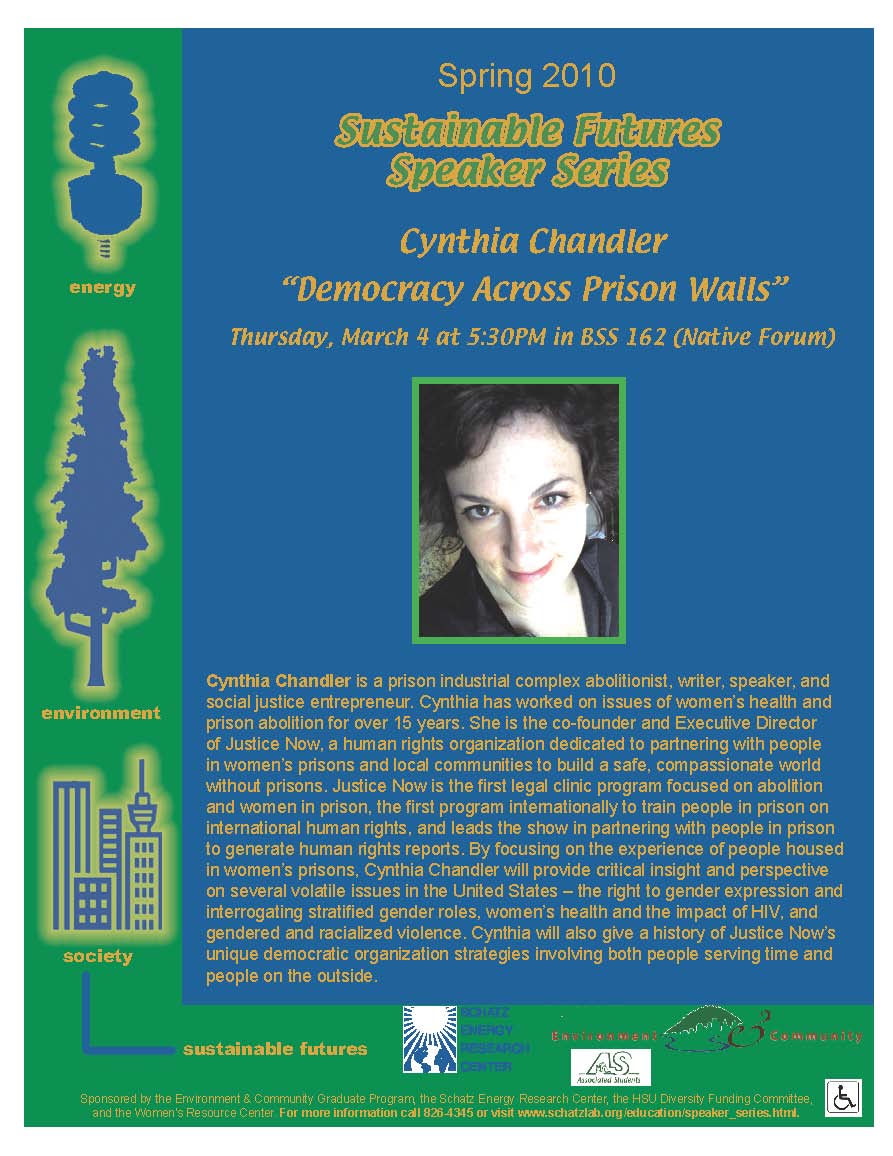 Spring 2010
Sustainable Futures
Speaker Series
Cynthia Chandler
“Democracy Across Prison Walls”
Thursday, March 4 at 5:30PM in BSS 162 (Native Forum)
energy
environment
society
sustainable futures
Cynthia Chandler is a prison industrial complex abolitionist, writer, speaker, and
social justice entrepreneur. Cynthia has worked on issues of women’s health and
prison abolition for over 15 years. She is the co-founder and Executive Director
of Justice Now, a human rights organization dedicated to partnering with people
in women’s prisons and local communities to build a safe, compassionate world
without prisons. Justice Now is the first legal clinic program focused on abolition
and women in prison, the first program internationally to train people in prison on
international human rights, and leads the show in partnering with people in prison
to generate human rights reports. By focusing on the experience of people housed
in women’s prisons, Cynthia Chandler will provide critical insight and perspective
on several volatile issues in the United States – the right to gender expression and
interrogating stratified gender roles, women’s health and the impact of HIV, and
gendered and racialized violence. Cynthia will also give a history of Justice Now’s
unique democratic organization strategies involving both people serving time and
people on the outside.
SCHATZ
ENERGY
RESEARCH
CENTER
Environment & Community
AS
Associated Students
Sponsored by the Environment & Community Graduate Program, the Schatz Energy Research Center, the HSU Diversity Funding Committee,
and the Women’s Resource Center. For more information call 826-4345 or visit www.schatzlab.org/education/speaker_series.html.